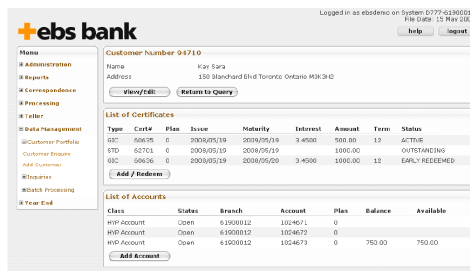 Logged in as ebsdemo on System D777-6190001
File Date: 15 May 200
ebs bank
help
logout
Menu
Administration
Reports
Correspondence
Processing
Teller
Data Management
Customer Portfolio
Customer Enquire
Add Customer
Inquiries
Batch Processing
Year End
Customer Number 94710
Name Kay Sara
Address 150 Blanchard Blvd Toronto Ontario M3K3H2
View/Edit
Return to Query
List of Certificates
Type Cert# Plan Issue Maturity Interest Amount Term Status
GIC 60635 0 2008/05/19 2009/05/19 3.4500 500.00 12 ACTIVE
STD 62701 0 2008/05/19 2008/05/19 1000.00 OUTSTANDING
GIC 60636 0 2008/05/20 2009/05/20 3.4500 1000.00 12 EARLY REDEEMED
Add / Redeem
List of Accounts
Class Status Branch Account Plan Balance Available
HYP Account Open 61900012 1024671 0
HYP Account Open 61900012 1024672 0
HYP Account Open 61900012 1024673 0 750.00 750.00
Add Account